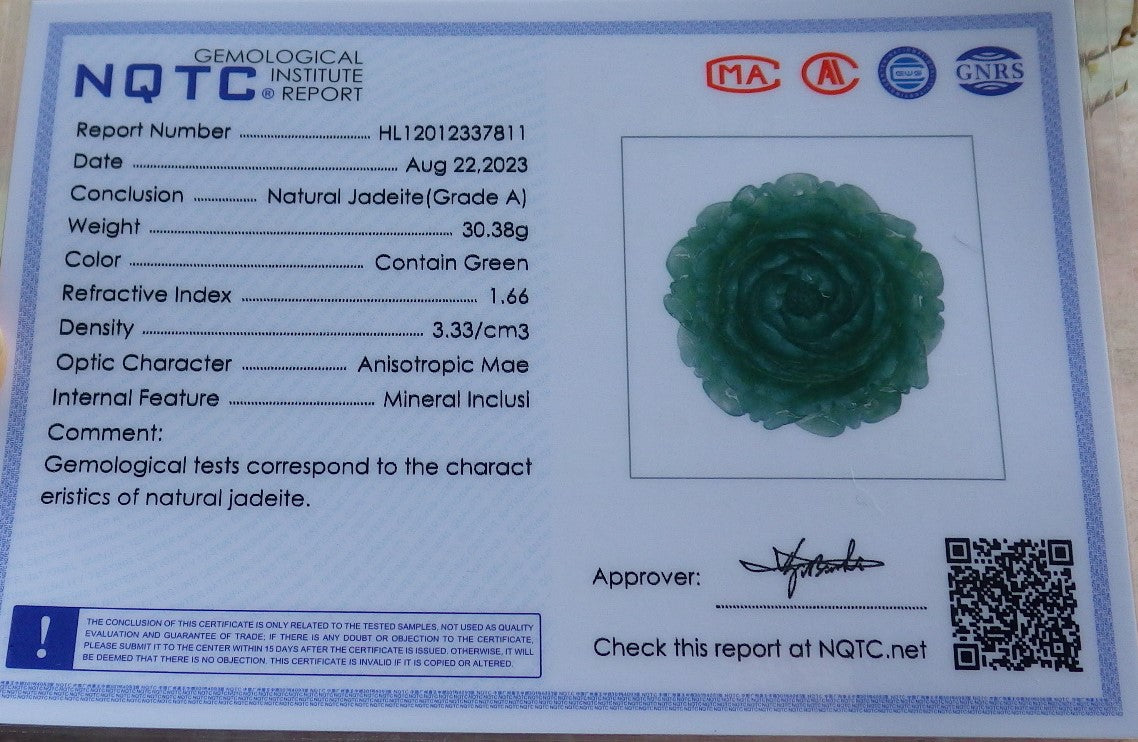 NQTC® GEMOLOGICAL INSTITUTE REPORT
MA
GNRS
Report Number HL12012337811
Date Aug 22,2023
Conclusion Natural Jadeite(Grade A)
Weight 30.38g
Color Contain Green
Refractive Index 1.66
Density 3.33/cm3
Optic Character Anisotropic Mae
Internal Feature Mineral Inclusi
Comment:
Gemological tests correspond to the charact
eristics of natural jadeite.
! THE CONCLUSION OF THIS CERTIFICATE IS ONLY RELATED TO THE TESTED SAMPLES, NOT USED AS QUALITY
EVALUATION AND GUARANTEE OF TRADE; IF THERE IS ANY DOUBT OR OBJECTION TO THE CERTIFICATE,
PLEASE SUBMIT IT TO THE CENTER WITHIN 15 DAYS AFTER THE CERTIFICATE IS ISSUED. OTHERWISE, IT WILL
BE DEEMED THAT THERE IS NO OBJECTION. THIS CERTIFICATE IS INVALID IF IT IS COPIED OR ALTERED.
Approver:
Check this report at NQTC.net